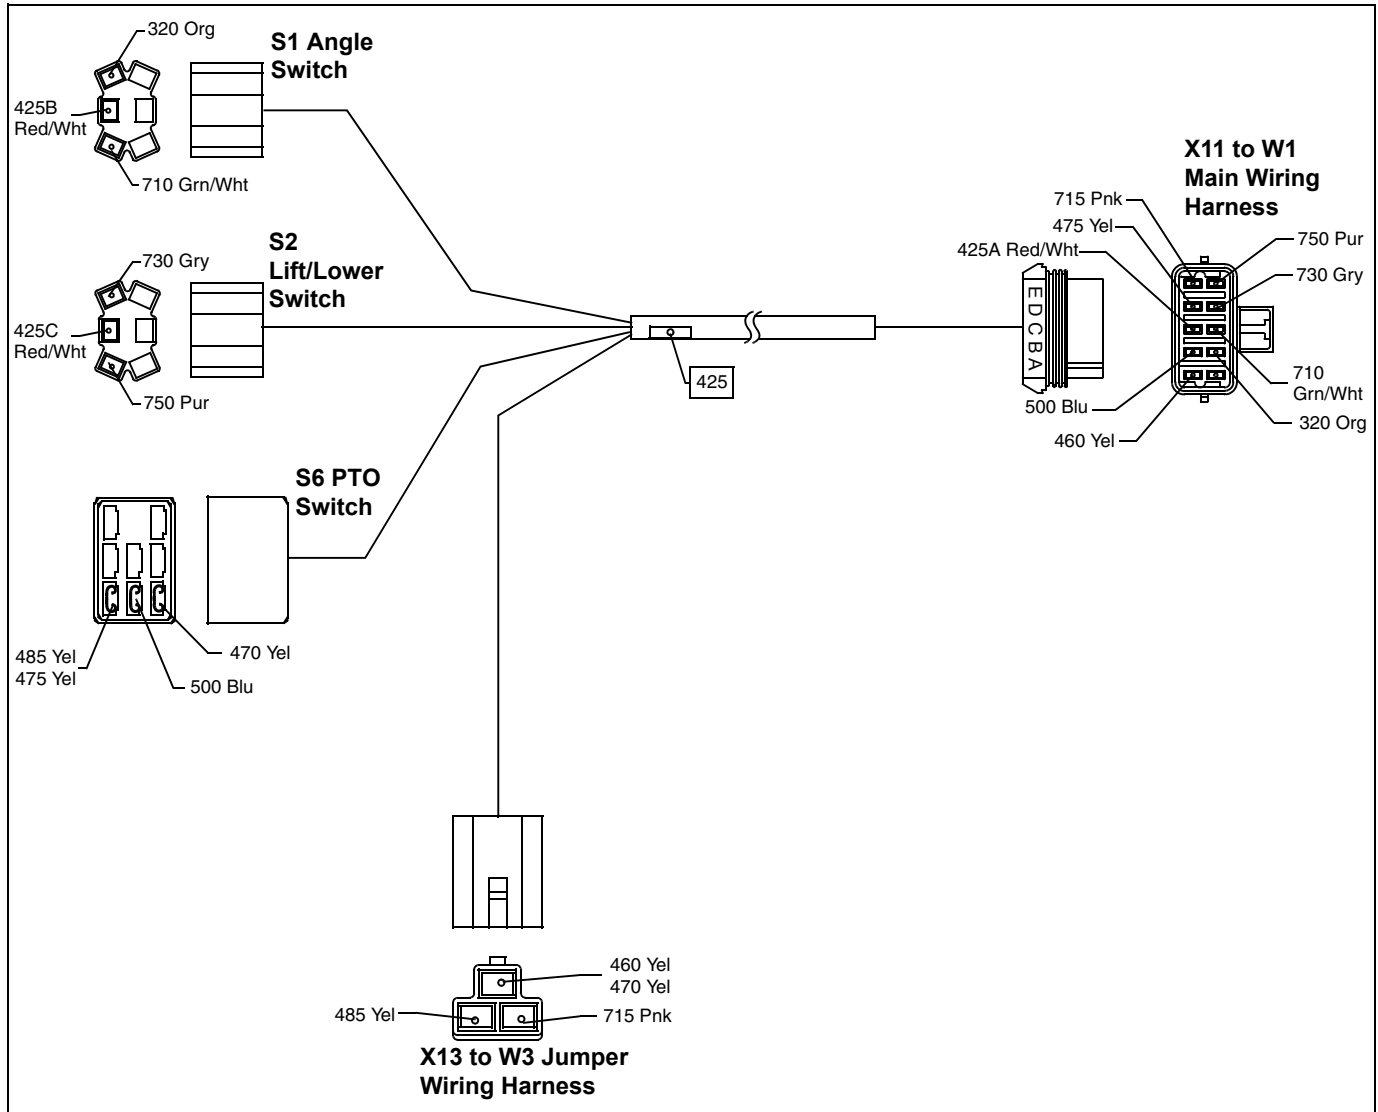 320 Org
S1 Angle
Switch
425B
Red/Wht
710 Grn/Wht
S2
Lift/Lower
Switch
730 Gry
425C
Red/Wht
750 Pur
S6 PTO
Switch
485 Yel
475 Yel
470 Yel
500 Blu
425
X11 to W1
Main Wiring
Harness
715 Pnk
475 Yel
425A Red/Wht
750 Pur
730 Gry
E D C B A
710
Grn/Wht
500 Blu
320 Org
460 Yel
460 Yel
470 Yel
485 Yel
715 Pnk
X13 to W3 Jumper
Wiring Harness